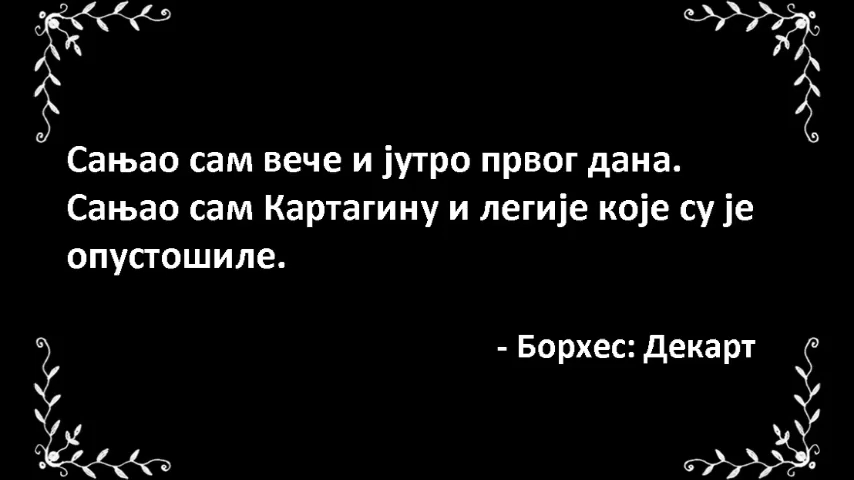 Сањао сам вече и јутро првог дана.
Сањао сам Картагину и легије које су је
опустошиле.
- Борхес: Декарт